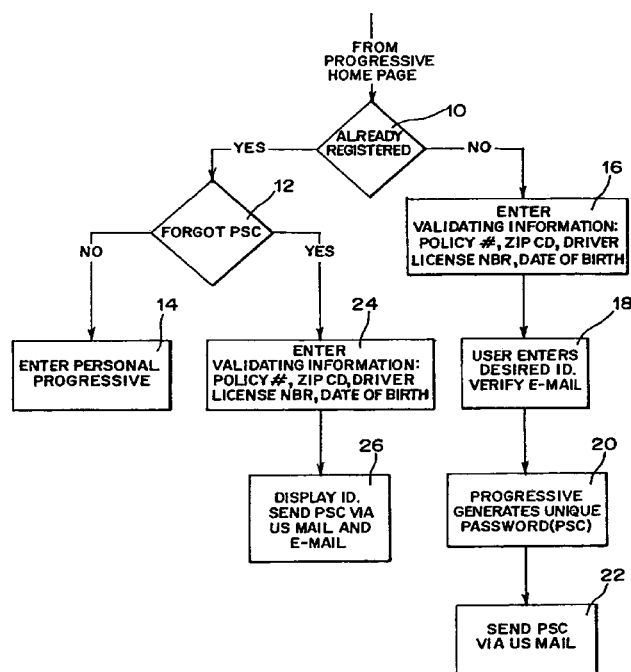 FROM
PROGRESSIVE
HOME PAGE
10
ALREADY
REGISTERED
YES
NO
12
FORGOT PSC
NO
YES
16
ENTER
VALIDATING INFORMATION:
POLICY #, ZIP CD, DRIVER
LICENSE NBR, DATE OF BIRTH
14
ENTER PERSONAL
PROGRESSIVE
24
ENTER
VALIDATING INFORMATION:
POLICY #, ZIP CD, DRIVER
LICENSE NBR, DATE OF BIRTH
18
USER ENTERS
DESIRED ID.
VERIFY E-MAIL
26
DISPLAY ID.
SEND PSC VIA
US MAIL AND
E-MAIL
20
PROGRESSIVE
GENERATES UNIQUE
PASSWORD(PSC)
22
SEND PSC
VIA US MAIL